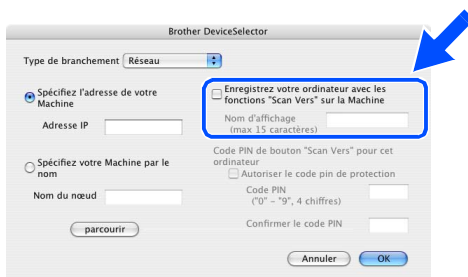 Brother DeviceSelector
Type de branchement Réseau
Spécifiez l'adresse de votre
Machine
Adresse IP
Spécifiez votre Machine par le
nom
Nom du nœud
parcourir
Enregistrez votre ordinateur avec les
fonctions "Scan Vers" sur la Machine
Nom d'affichage
(max 15 caractères)
Code PIN de bouton "Scan Vers" pour cet
ordinateur
Autoriser le code pin de protection
Code PIN
("0" – "9", 4 chiffres)
Confirmer le code PIN
Annuler OK